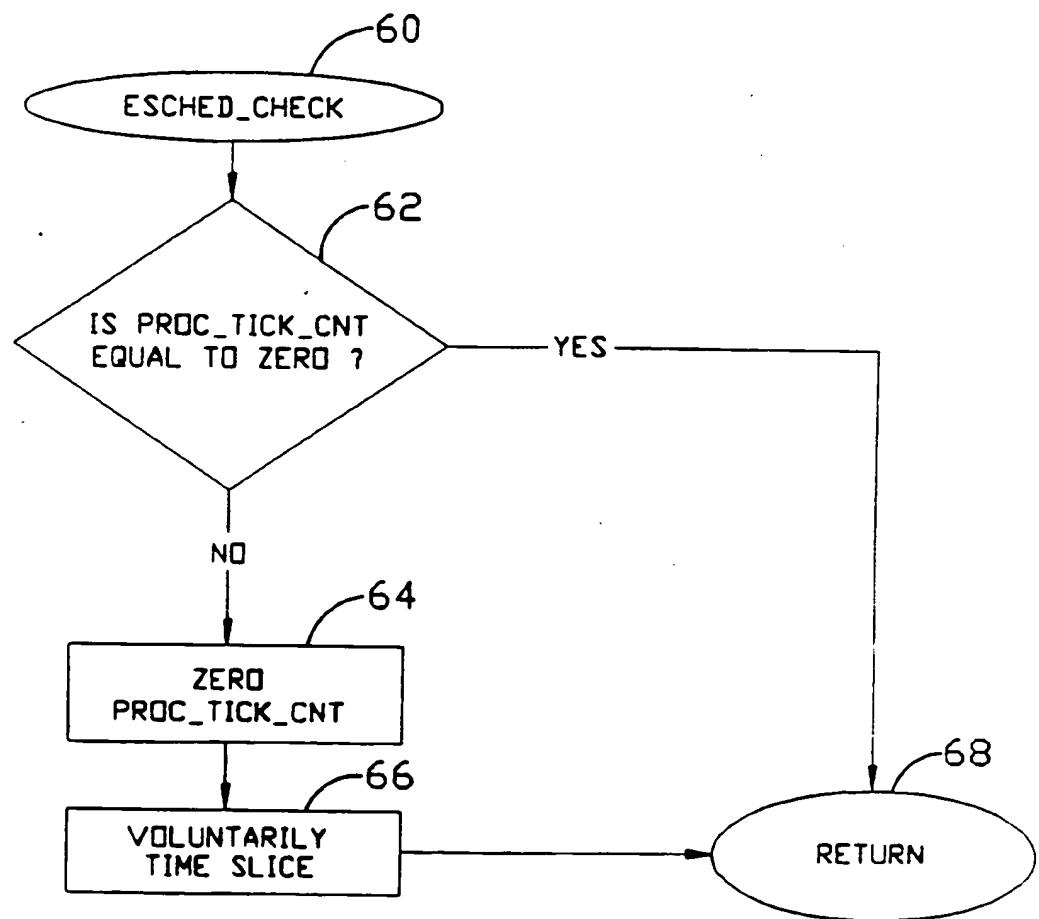 60
ESCHED_CHECK
62
IS PROC_TICK_CNT
EQUAL TO ZERO ?
YES
NO
64
ZERO
PROC_TICK_CNT
66
VOLUNTARILY
TIME SLICE
68
RETURN